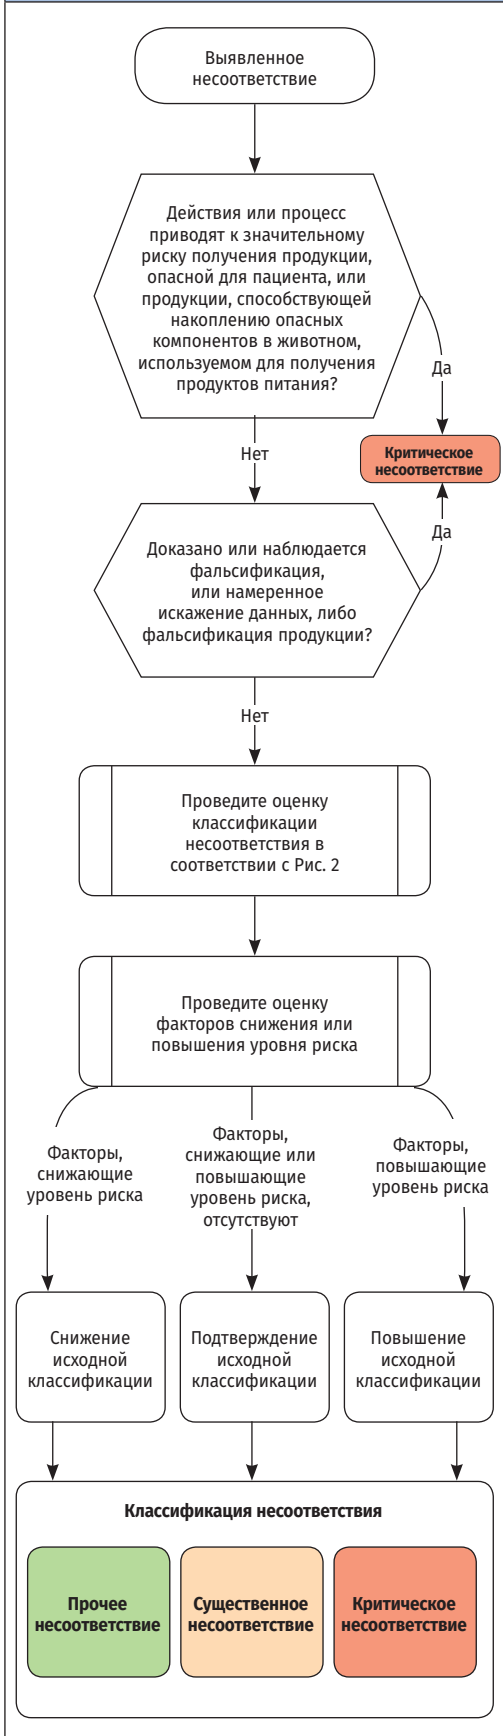 Выявленное
несоответствие
Действия или процесс
приводят к значительному
риску получения продукции,
опасной для пациента, или
продукции, способствующей
накоплению опасных
компонентов в животном,
используемом для получения
продуктов питания?
Да
Нет
Критическое
несоответствие
Да
Доказано или наблюдается
фальсификация,
или намеренное
искажение данных, либо
фальсификация продукции?
Нет
Проведите оценку
классификации
несоответствия в
соответствии с Рис. 2
Проведите оценку
факторов снижения или
повышения уровня риска
Факторы,
снижающие
уровень риска
Факторы,
снижающие или
повышающие
уровень риска,
отсутствуют
Факторы,
повышающие
уровень риска
Снижение
исходной
классификации
Подтверждение
исходной
классификации
Повышение
исходной
классификации
Классификация несоответствия
Прочее
несоответствие
Существенное
несоответствие
Критическое
несоответствие